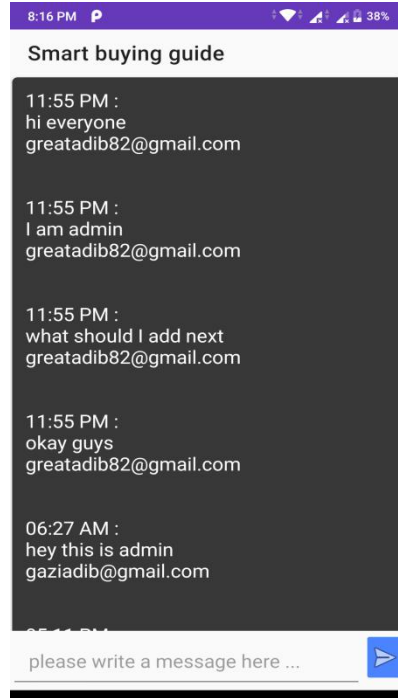 8:16 PM
38%
Smart buying guide
11:55 PM :
hi everyone
greatadib82@gmail.com
11:55 PM :
I am admin
greatadib82@gmail.com
11:55 PM :
what should I add next
greatadib82@gmail.com
11:55 PM :
okay guys
greatadib82@gmail.com
06:27 AM :
hey this is admin
gaziadib@gmail.com
please write a message here ...